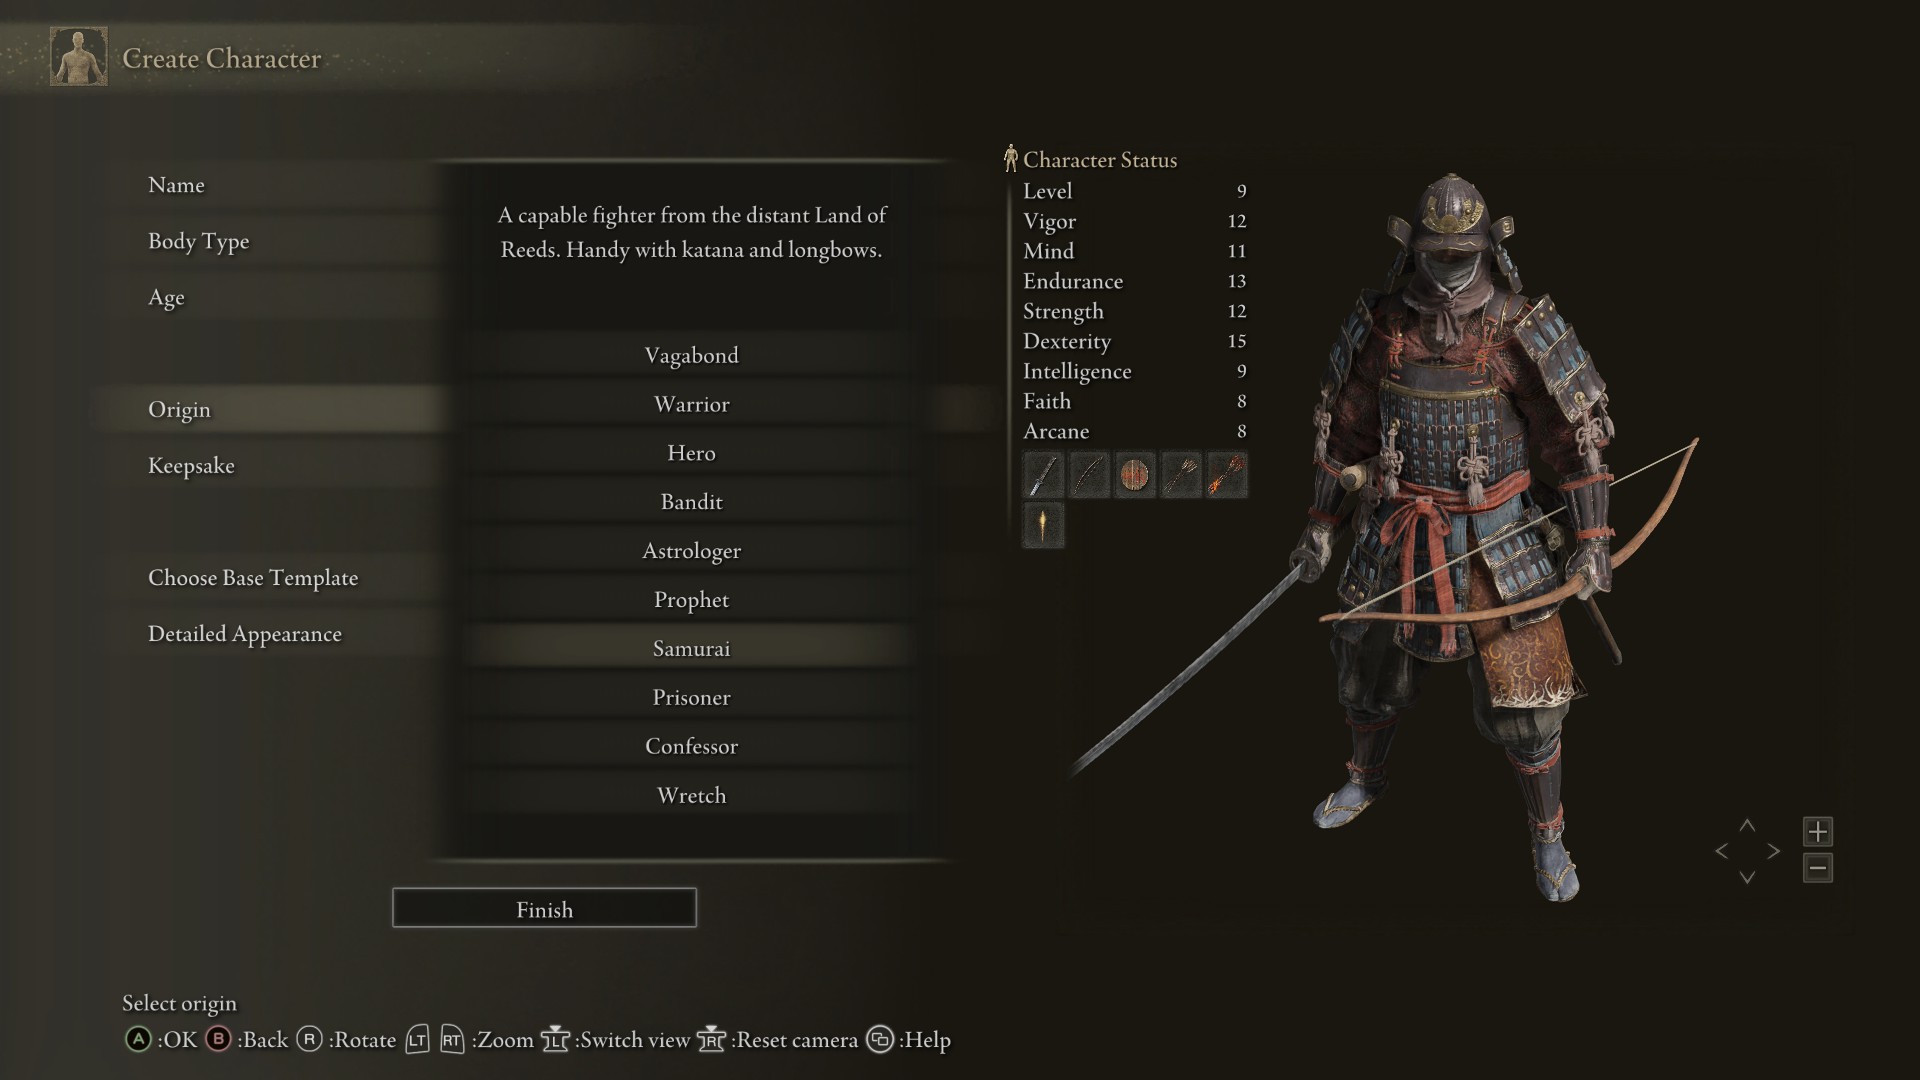 Create Character
Name
Body Type
Age
Origin
Keepsake
Choose Base Template
Detailed Appearance
A capable fighter from the distant Land of
Reeds. Handy with katana and longbows.
Vagabond
Warrior
Hero
Bandit
Astrologer
Prophet
Samurai
Prisoner
Confessor
Wretch
Finish
Character Status
Level 9
Vigor 12
Mind 11
Endurance 13
Strength 12
Dexterity 15
Intelligence 9
Faith 8
Arcane 8
Select origin
A :OK B :Back R :Rotate LT RT :Zoom L :Switch view R :Reset camera :Help